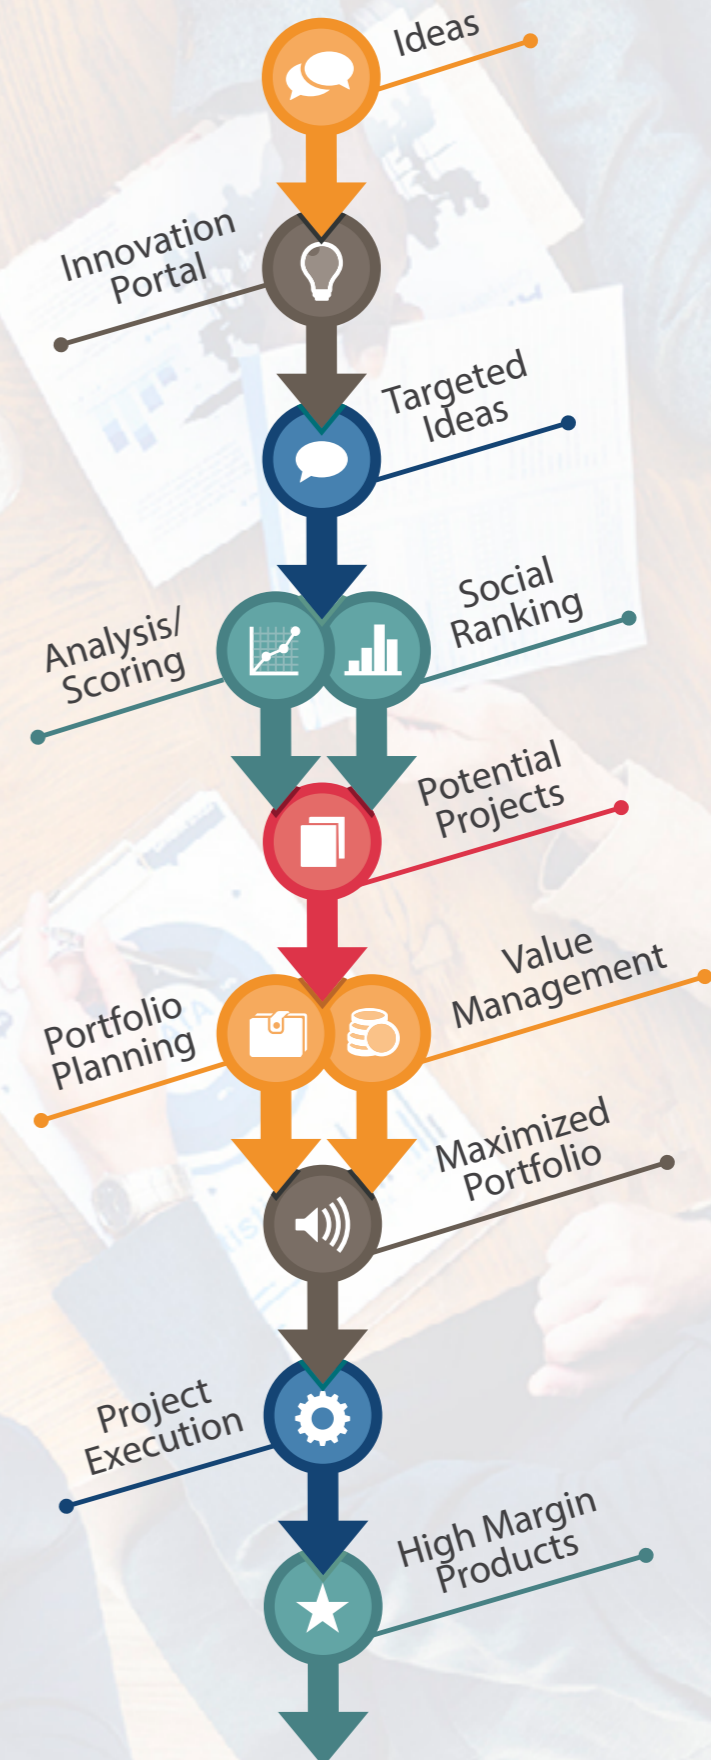 Ideas
Innovation
Portal
Targeted
Ideas
Analysis/
Scoring
Social
Ranking
Potential
Projects
Portfolio
Planning
Value
Management
Maximized
Portfolio
Project
Execution
High Margin
Products